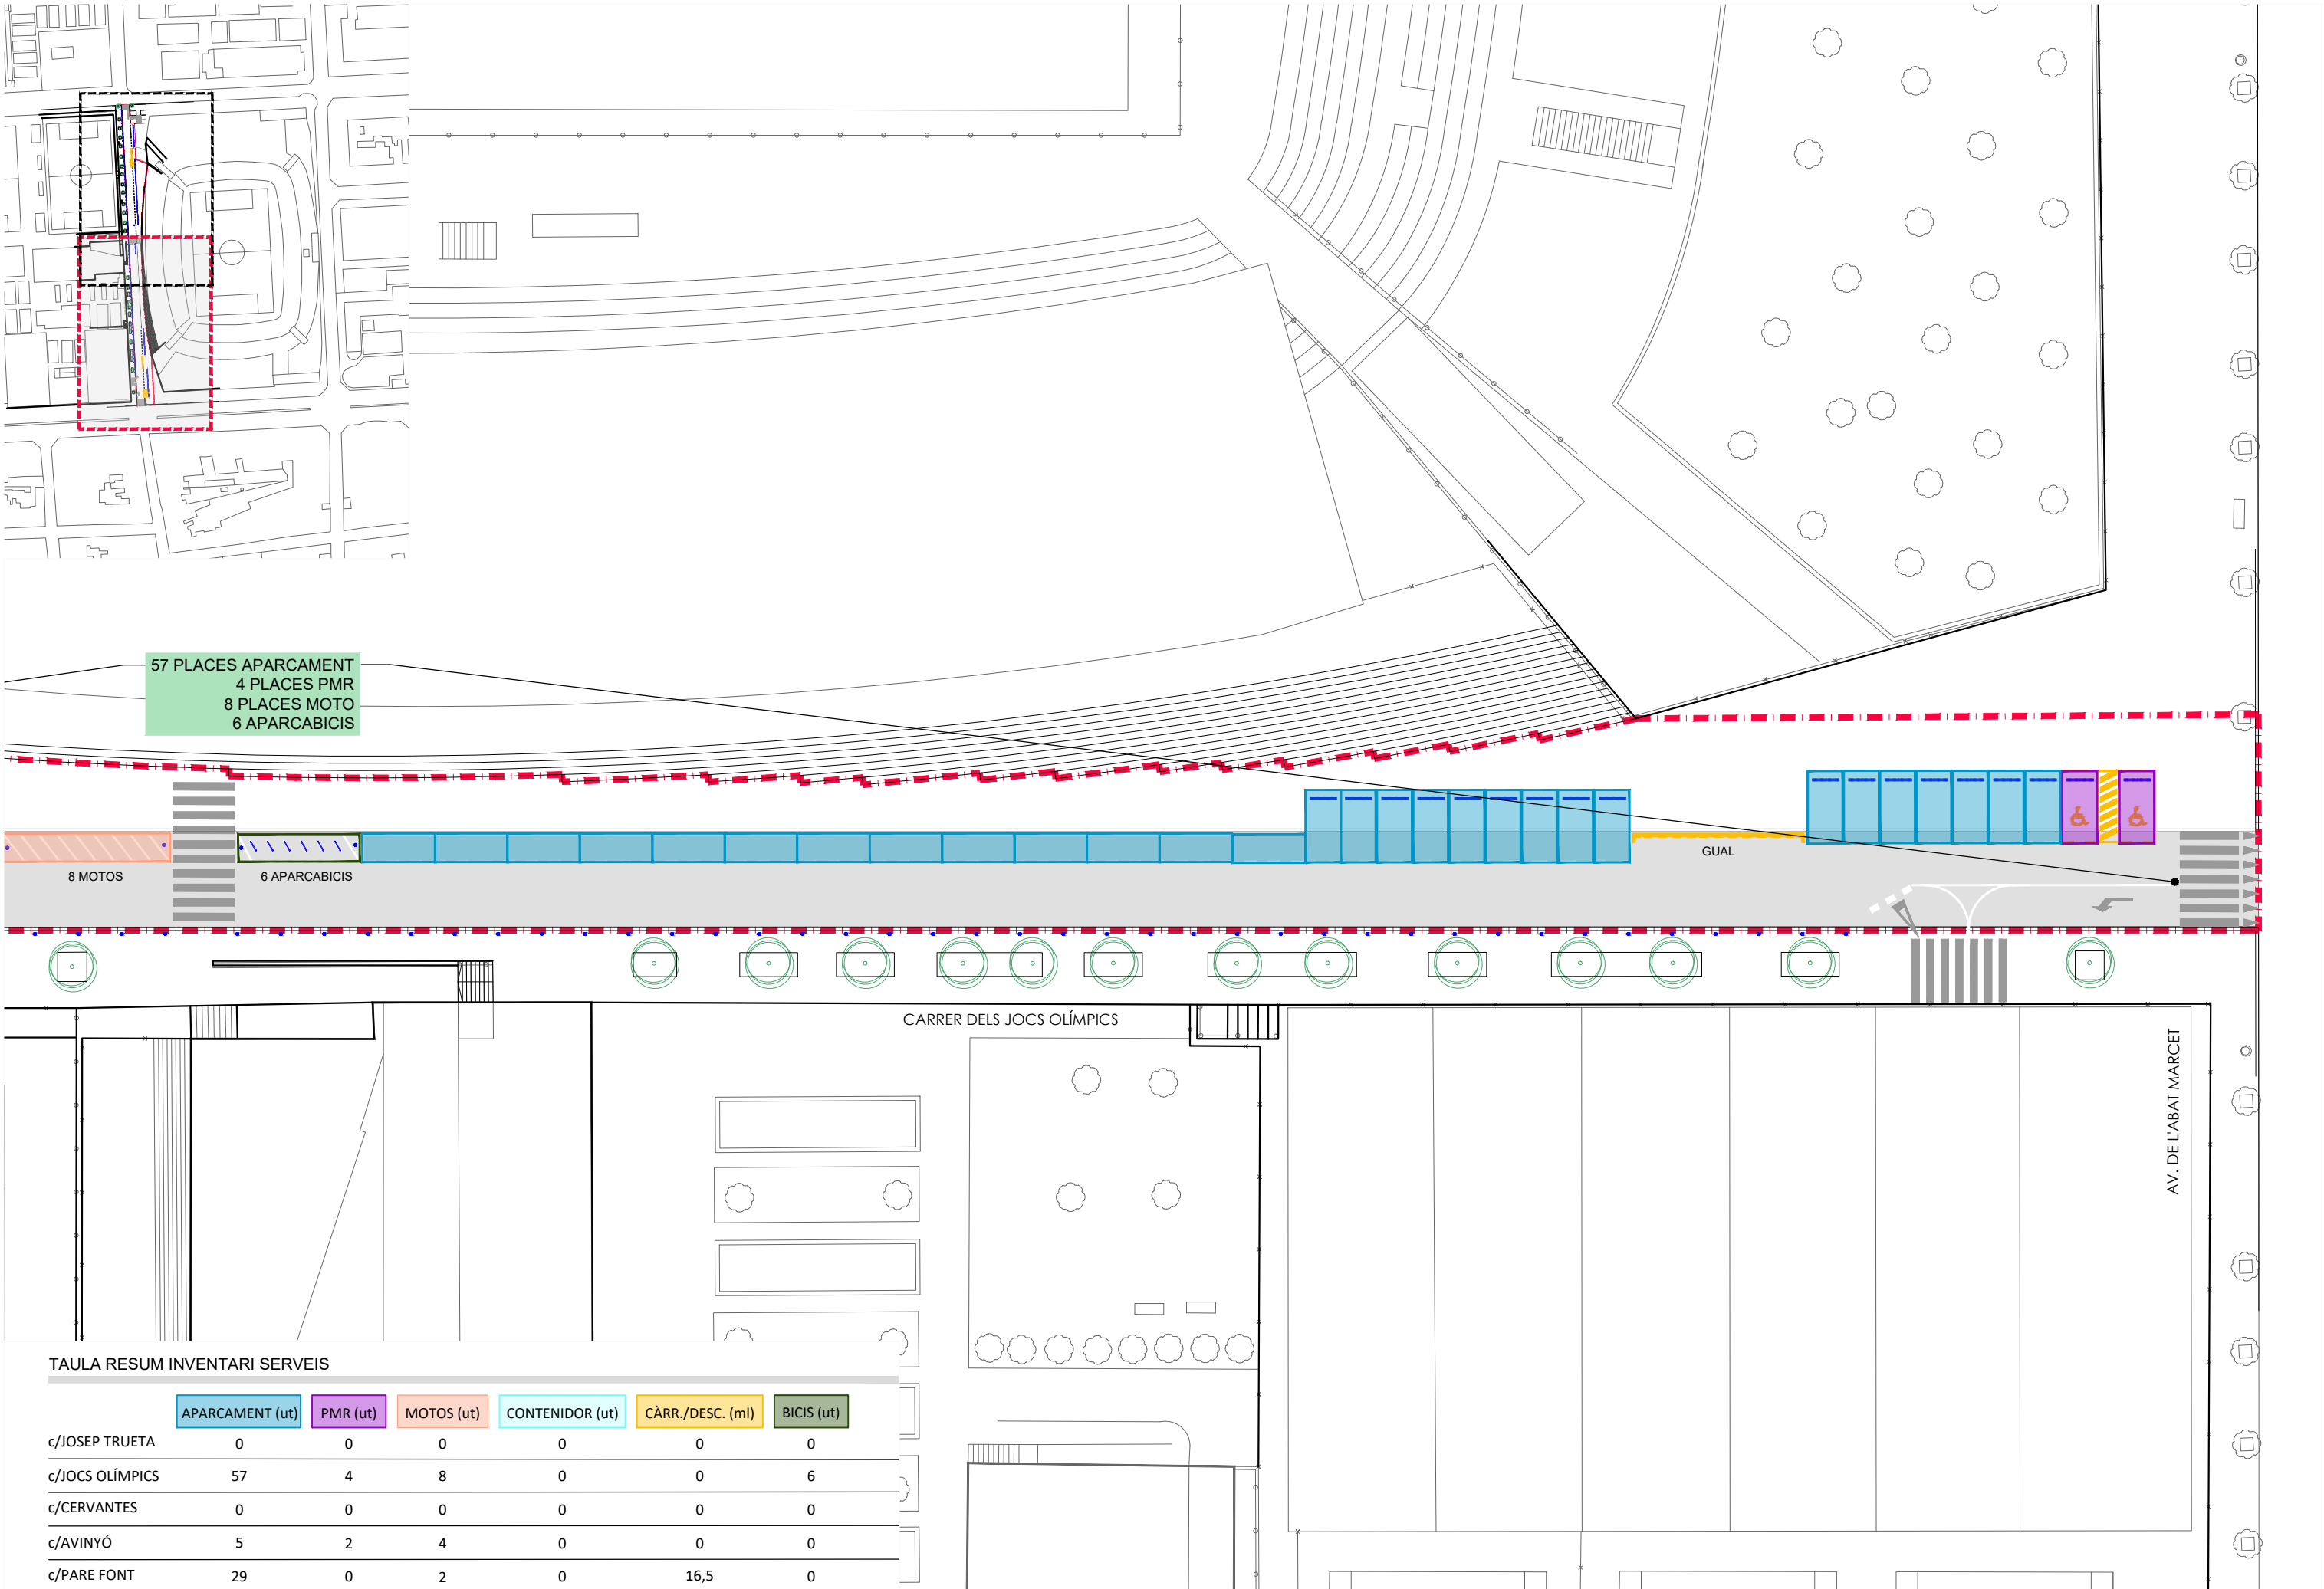 57 PLACES APARCAMENT
4 PLACES PMR
8 PLACES MOTO
6 APARCABICIS
GUAL
8 MOTOS
6 APARCABICIS
CARRER DELS JOCS OLÍMPICS
AV. DE L'ABAT MARCET
TAULA RESUM INVENTARI SERVEIS
APARCAMENT (ut) PMR (ut) MOTOS (ut) CONTENIDOR (ut) CÀRR./DESC. (ml) BICIS (ut)
c/JOSEP TRUETA 0 0 0 0 0 0
c/JOCS OLÍMPICS 57 4 8 0 0 6
c/CERVANTES 0 0 0 0 0 0
c/AVINYÓ 5 2 4 0 0 0
c/PARE FONT 29 0 2 0 16,5 0